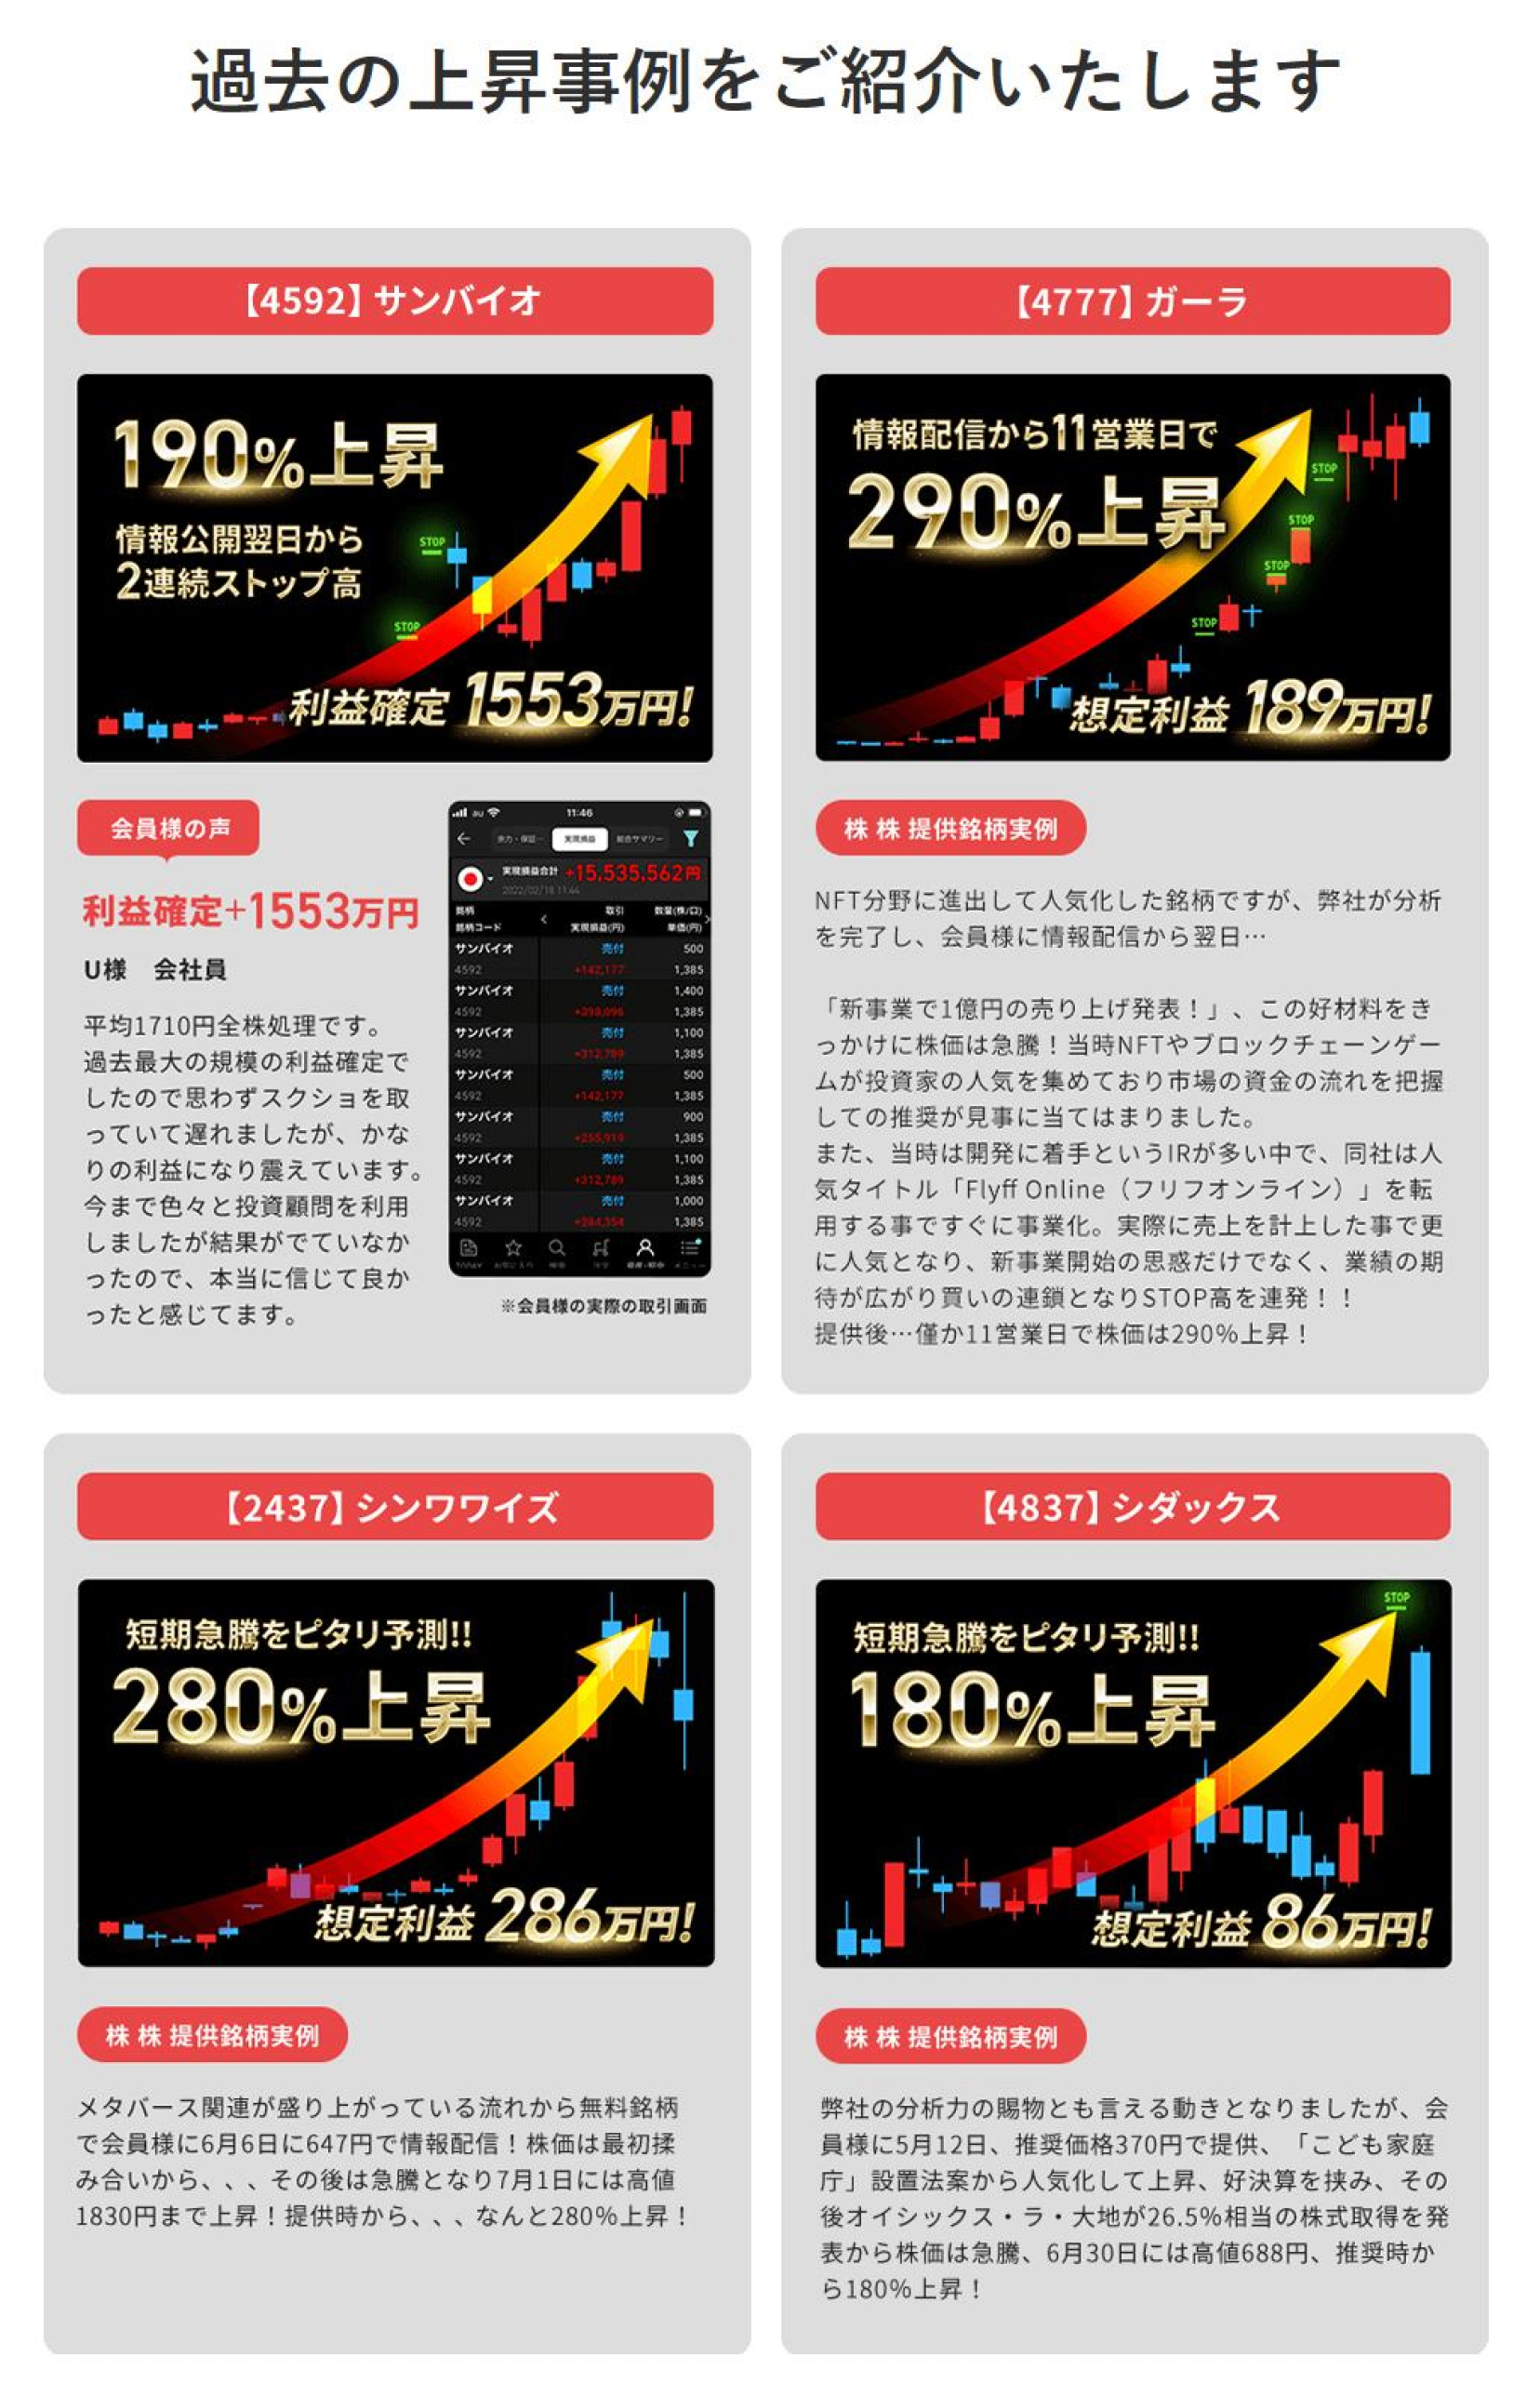 過去の上昇事例をご紹介いたします
【4592】サンバイオ
190%上昇
情報公開翌日から
2連続ストップ高
STOP
STOP
利益確定 1553万円!
会員様の声
利益確定+1553万円
U様 会社員
平均1710円全株処理です。
過去最大の規模の利益確定で
したので思わずスクショを取
っていて遅れましたが、かな
りの利益になり震えています。
今まで色々と投資顧問を利用
しましたが結果がでていなか
ったので、本当に信じて良か
ったと感じてます。
au 11:46
実現損益 総合サマリー
実現損益合計 +15,535,562円
2022/02/18 11:44
銘柄 取引 数量(株/口)
銘柄コード 実現損益(円) 単価(円)
サンバイオ 売付 500
4592 +142,177 1,385
サンバイオ 売付 1,400
4592 +398,096 1,385
サンバイオ 売付 1,100
4592 +312,789 1,385
サンバイオ 売付 500
4592 +142,177 1,385
サンバイオ 売付 900
4592 +255,919 1,385
サンバイオ 売付 1,100
4592 +312,789 1,385
サンバイオ 売付 1,000
4592 +284,354 1,385
※会員様の実際の取引画面
【4777】ガーラ
情報配信から11営業日で
290%上昇
STOP
STOP
STOP
STOP
想定利益 189万円!
株 株 提供銘柄実例
NFT分野に進出して人気化した銘柄ですが、弊社が分析
を完了し、会員様に情報配信から翌日…
「新事業で1億円の売り上げ発表！」、この好材料をき
っかけに株価は急騰！当時NFTやブロックチェーンゲー
ムが投資家の人気を集めており市場の資金の流れを把握
しての推奨が見事に当てはまりました。
また、当時は開発に着手というIRが多い中で、同社は人
気タイトル「Flyff Online（フリフオンライン）」を転
用する事ですぐに事業化。実際に売上を計上した事で更
に人気となり、新事業開始の思惑だけでなく、業績の期
待が広がり買いの連鎖となりSTOP高を連発！！
提供後…僅か11営業日で株価は290%上昇！
【2437】シンワワイズ
短期急騰をピタリ予測!!
280%上昇
想定利益 286万円!
株 株 提供銘柄実例
メタバース関連が盛り上がっている流れから無料銘柄
で会員様に6月6日に647円で情報配信！株価は最初揉
み合いから、、、その後は急騰となり7月1日には高値
1830円まで上昇！提供時から、、、なんと280%上昇！
【4837】シダックス
STOP
短期急騰をピタリ予測!!
180%上昇
想定利益 86万円!
株 株 提供銘柄実例
弊社の分析力の賜物とも言える動きとなりましたが、会
員様に5月12日、推奨価格370円で提供、「こども家庭
庁」設置法案から人気化して上昇、好決算を挟み、その
後オイシックス・ラ・大地が26.5%相当の株式取得を発
表から株価は急騰、6月30日には高値688円、推奨時か
ら180%上昇！